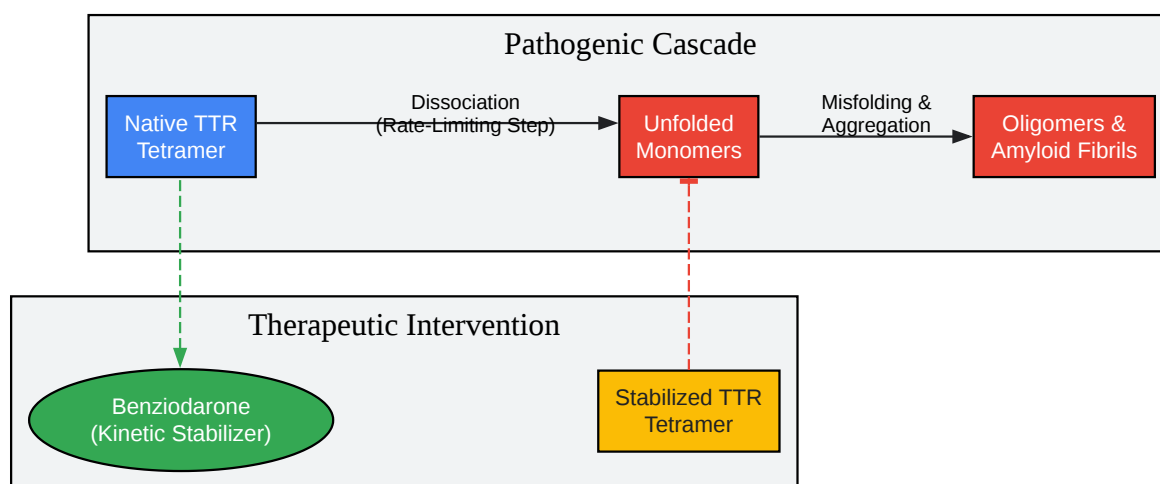 Pathogenic Cascade
Native TTR
Tetramer
Dissociation
(Rate-Limiting Step)
Unfolded
Monomers
Misfolding &
Aggregation
Oligomers &
Amyloid Fibrils
Therapeutic Intervention
Benziodarone
(Kinetic Stabilizer)
Stabilized TTR
Tetramer